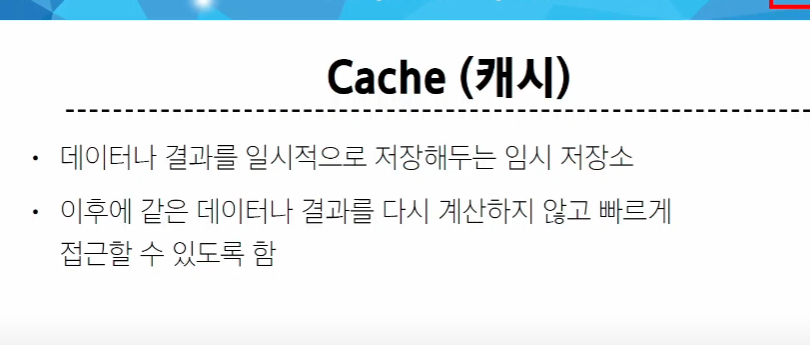 Cache (캐시)
• 데이터나 결과를 일시적으로 저장해두는 임시 저장소
• 이후에 같은 데이터나 결과를 다시 계산하지 않고 빠르게
접근할 수 있도록 함